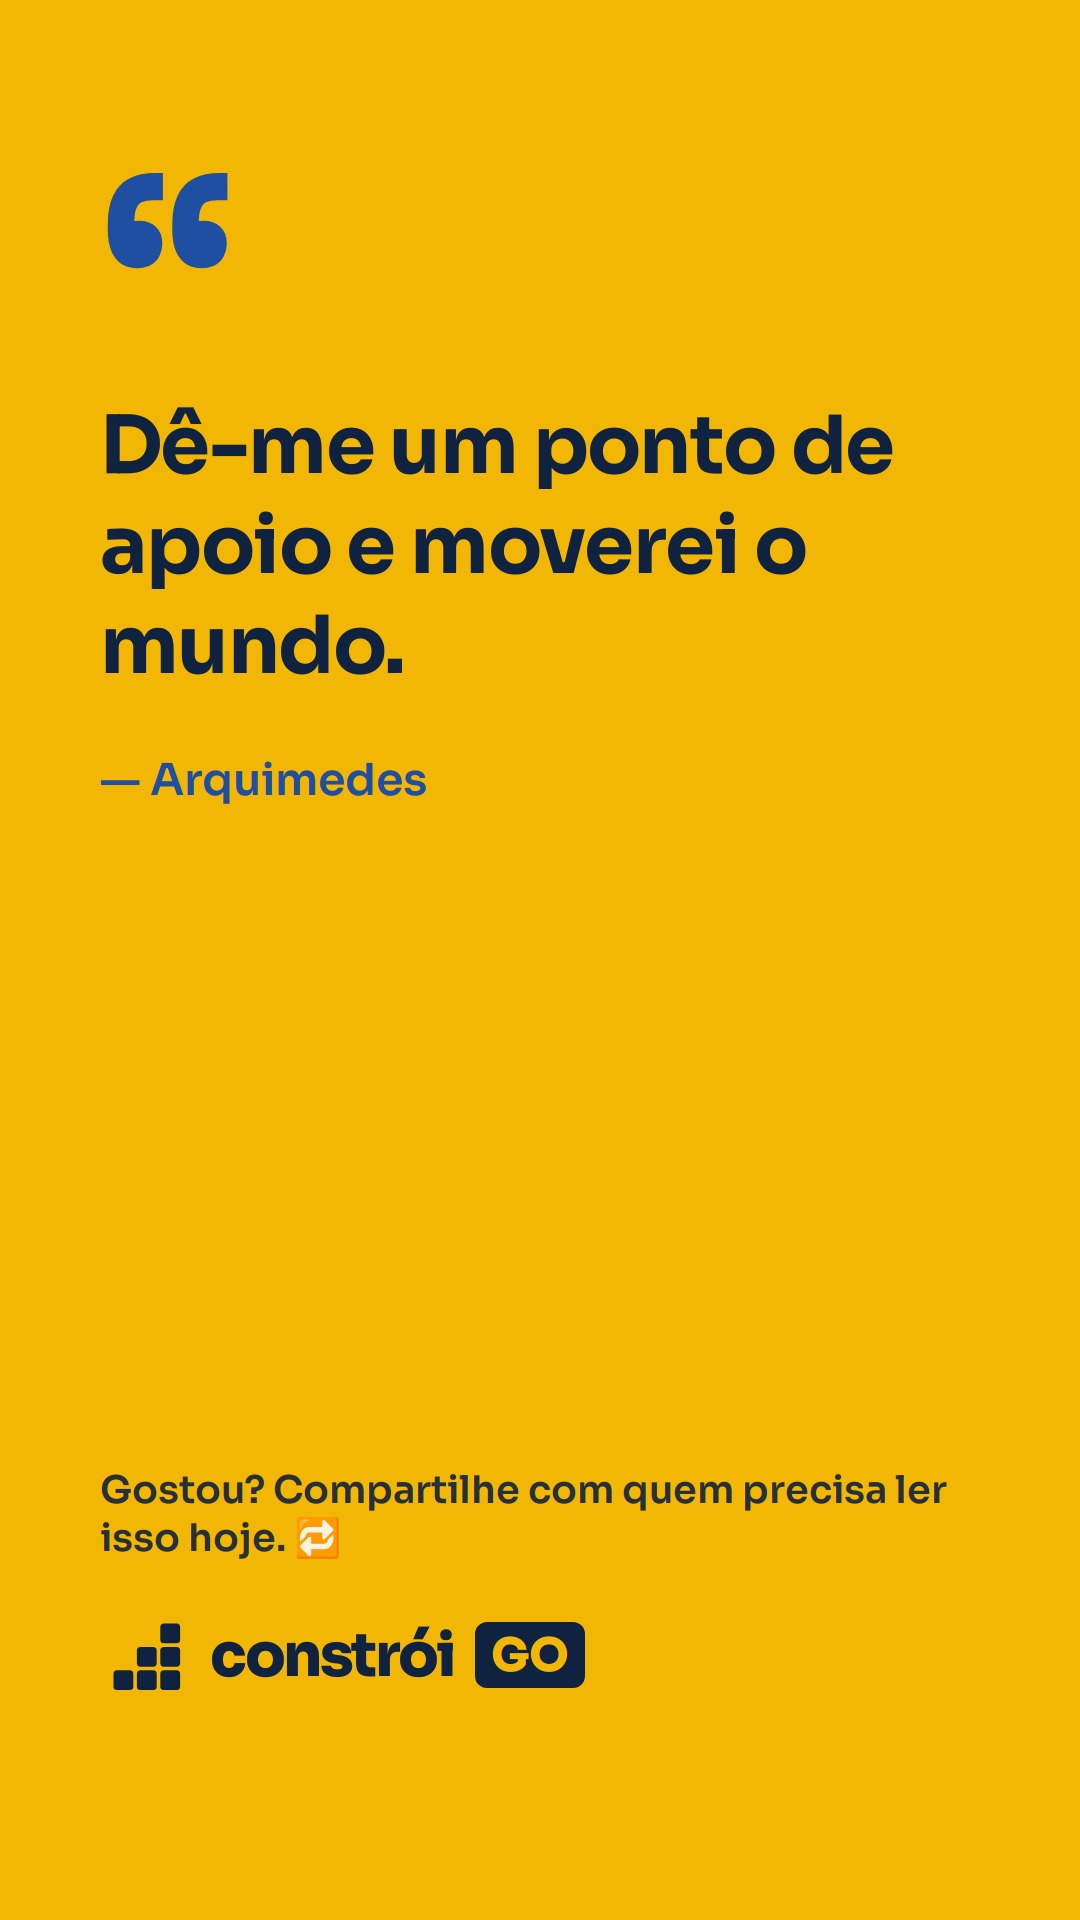 “
Dê-me um ponto de
apoio e moverei o
mundo.
— Arquimedes
Gostou? Compartilhe com quem precisa ler
isso hoje. 🔁
constrói GO